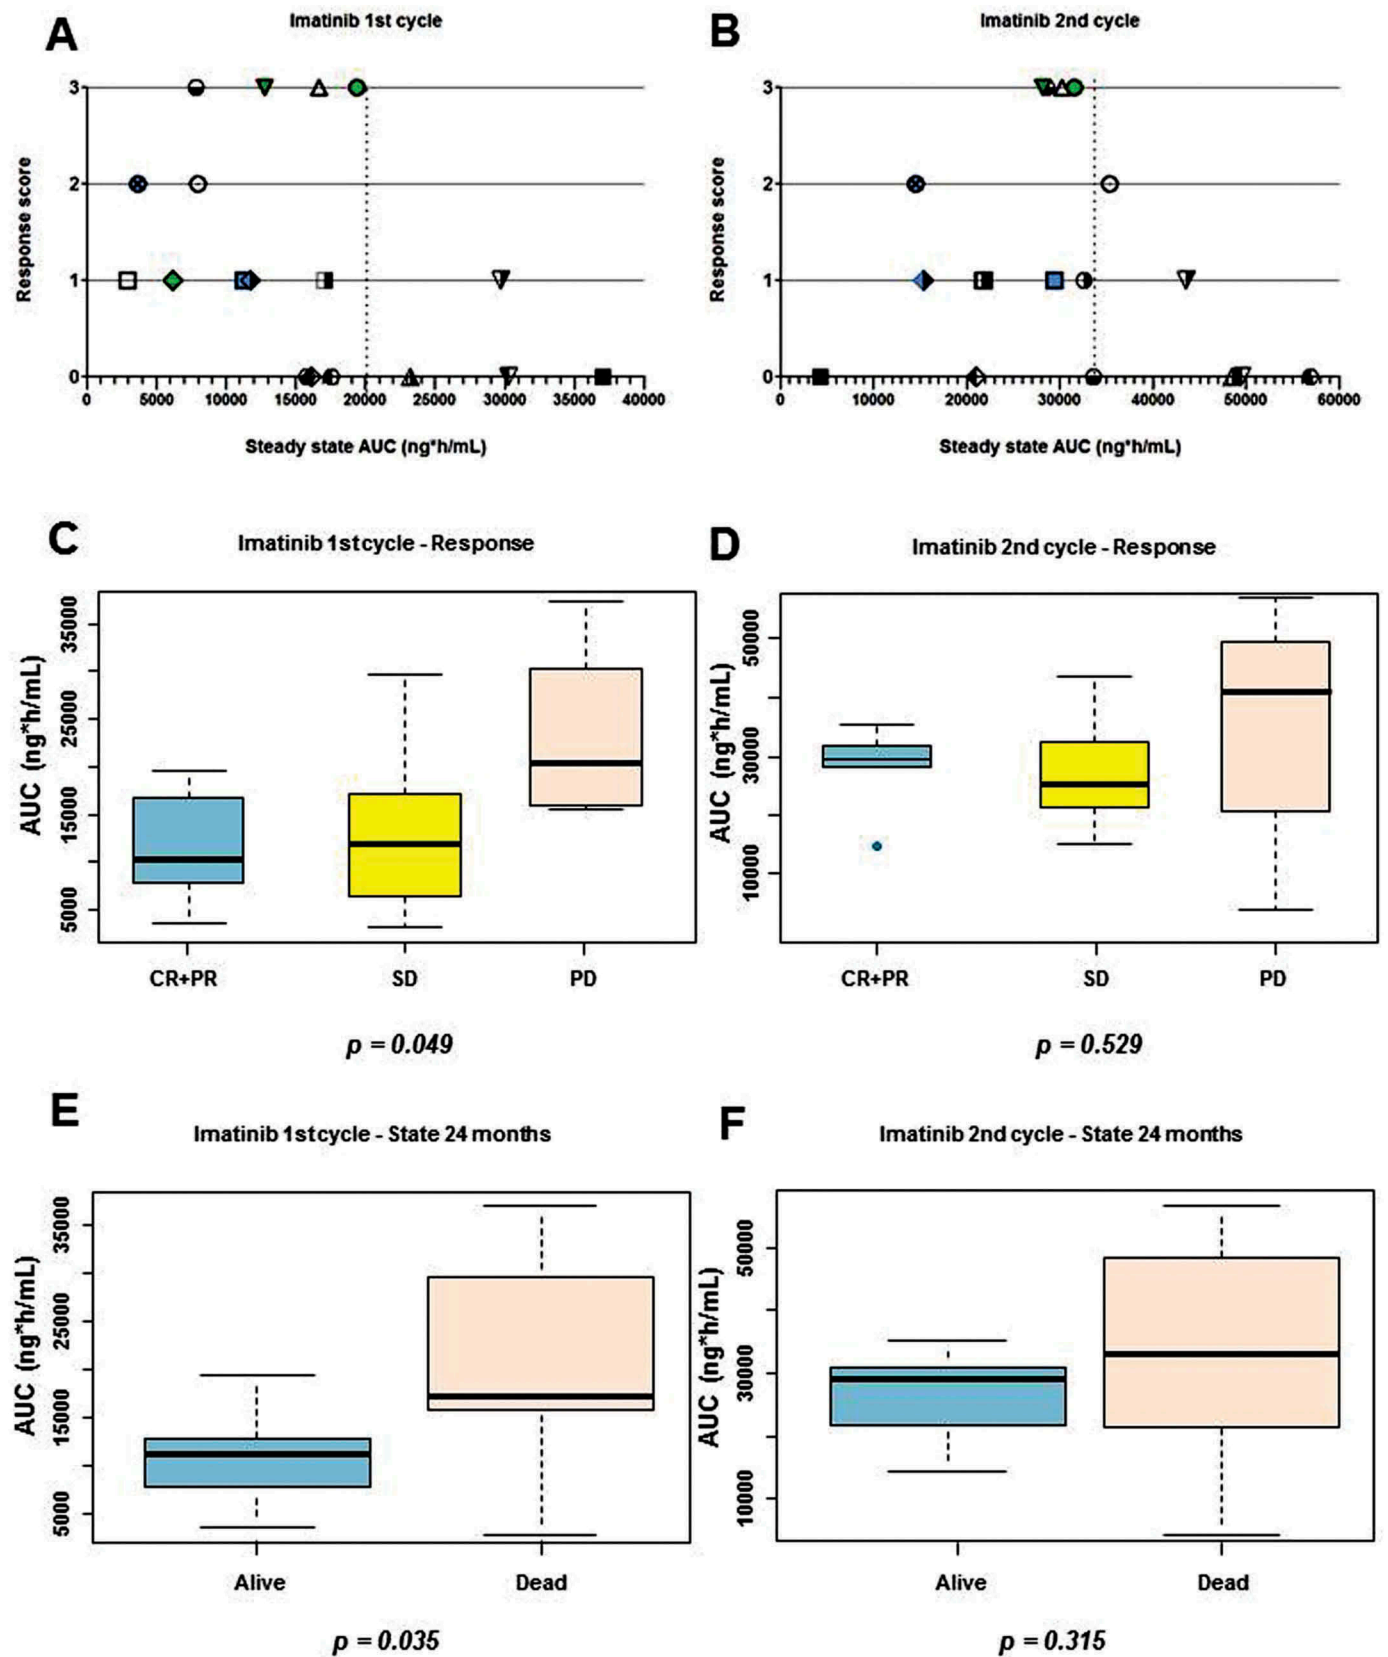 A
Imatinib 1st cycle
Response score
3
2
1
0
0 5000 10000 15000 20000 25000 30000 35000 40000
Steady state AUC (ng*h/mL)
B
Imatinib 2nd cycle
Response score
3
2
1
0
0 10000 20000 30000 40000 50000 60000
Steady state AUC (ng*h/mL)
C
Imatinib 1st cycle - Response
AUC (ng*h/mL)
35000
25000
15000
5000
CR+PR SD PD
p = 0.049
D
Imatinib 2nd cycle - Response
AUC (ng*h/mL)
50000
30000
10000
CR+PR SD PD
p = 0.529
E
Imatinib 1st cycle - State 24 months
AUC (ng*h/mL)
35000
25000
15000
5000
Alive Dead
p = 0.035
F
Imatinib 2nd cycle - State 24 months
AUC (ng*h/mL)
50000
30000
10000
Alive Dead
p = 0.315